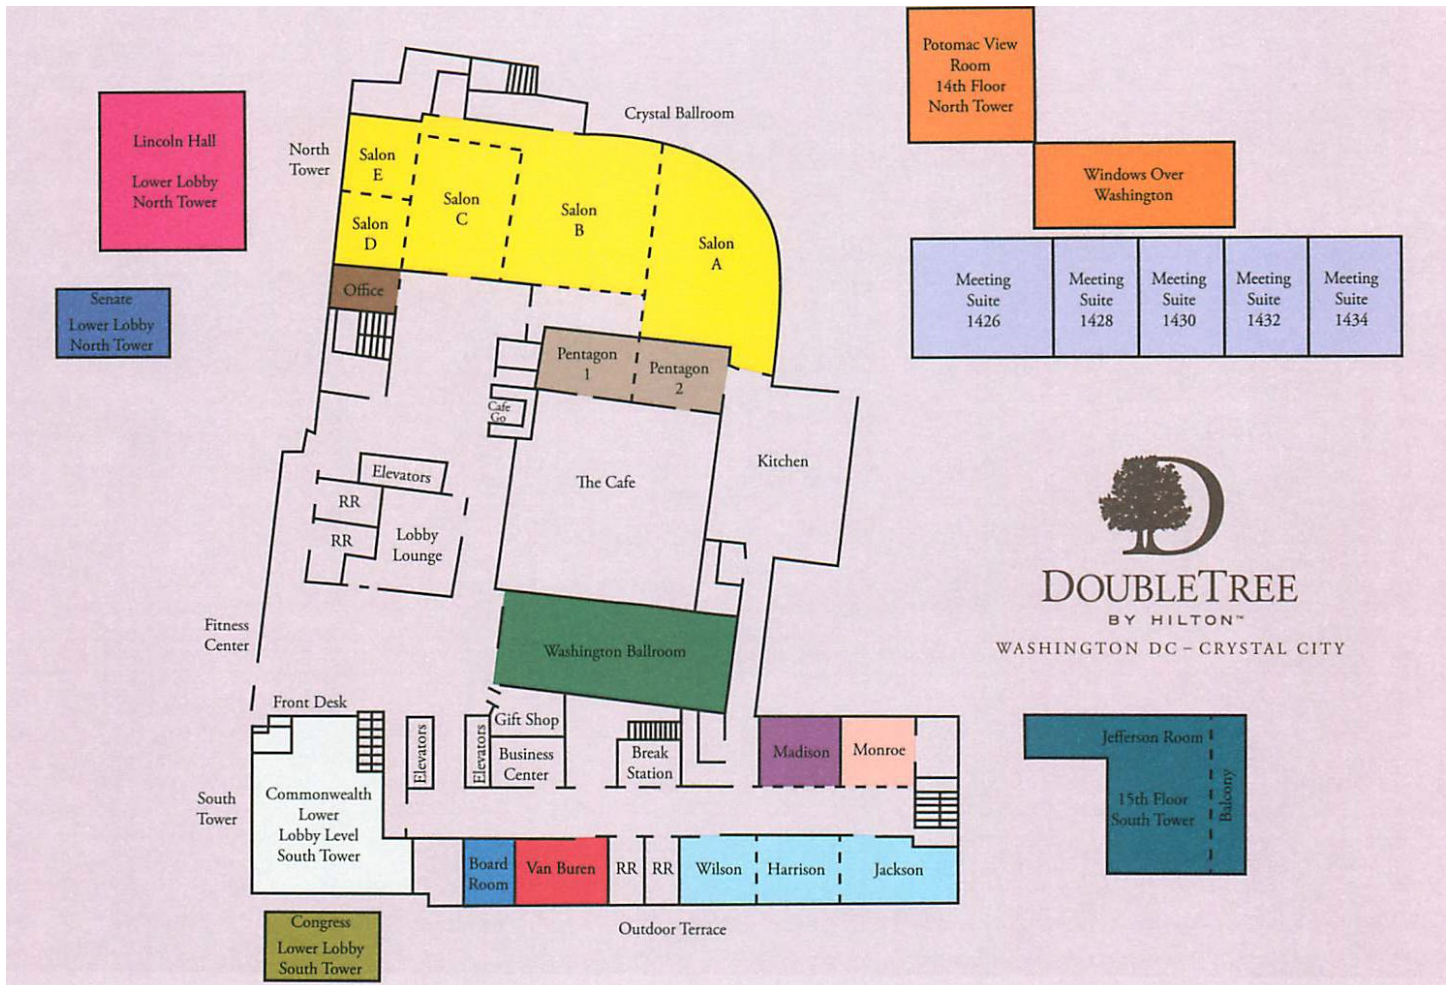 Potomac View
Room
14th Floor
North Tower
Crystal Ballroom
Lincoln Hall
Lower Lobby
North Tower
North
Tower
Salon
E
Salon
D
Salon
C
Salon
B
Salon
A
Windows Over
Washington
Office
Senate
Lower Lobby
North Tower
Meeting
Suite
1426
Meeting
Suite
1428
Meeting
Suite
1430
Meeting
Suite
1432
Meeting
Suite
1434
Pentagon
1
Pentagon
2
Cafe
Go
Kitchen
The Cafe
Elevators
RR
RR
Lobby
Lounge
D
DOUBLETREE
BY HILTON™
WASHINGTON DC – CRYSTAL CITY
Fitness
Center
Washington Ballroom
Front Desk
Gift Shop
Elevators
Elevators
Business
Center
Break
Station
Madison
Monroe
Jefferson Room
15th Floor
South Tower
Balcony
South
Tower
Commonwealth
Lower
Lobby Level
South Tower
Board
Room
Van Buren
RR
RR
Wilson
Harrison
Jackson
Outdoor Terrace
Congress
Lower Lobby
South Tower